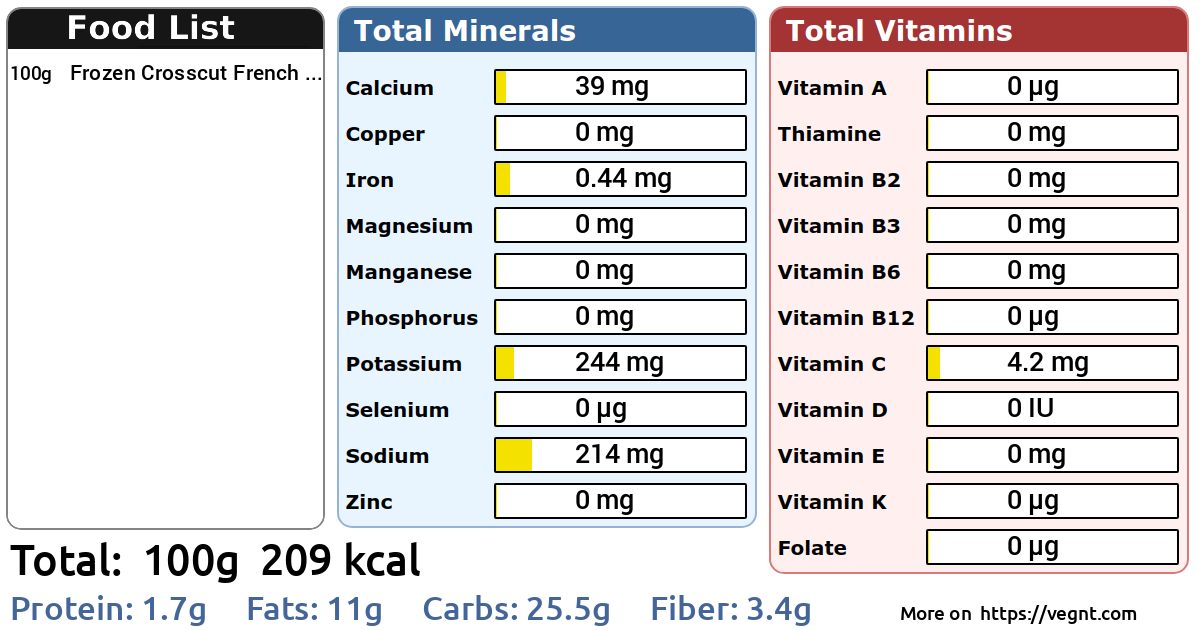 Food List
100g Frozen Crosscut French ...
Total Minerals
Calcium 39 mg
Copper 0 mg
Iron 0.44 mg
Magnesium 0 mg
Manganese 0 mg
Phosphorus 0 mg
Potassium 244 mg
Selenium 0 µg
Sodium 214 mg
Zinc 0 mg
Total Vitamins
Vitamin A 0 µg
Thiamine 0 mg
Vitamin B2 0 mg
Vitamin B3 0 mg
Vitamin B6 0 mg
Vitamin B12 0 µg
Vitamin C 4.2 mg
Vitamin D 0 IU
Vitamin E 0 mg
Vitamin K 0 µg
Folate 0 µg
Total: 100g 209 kcal
Protein: 1.7g Fats: 11g Carbs: 25.5g Fiber: 3.4g
More on https://vegnt.com